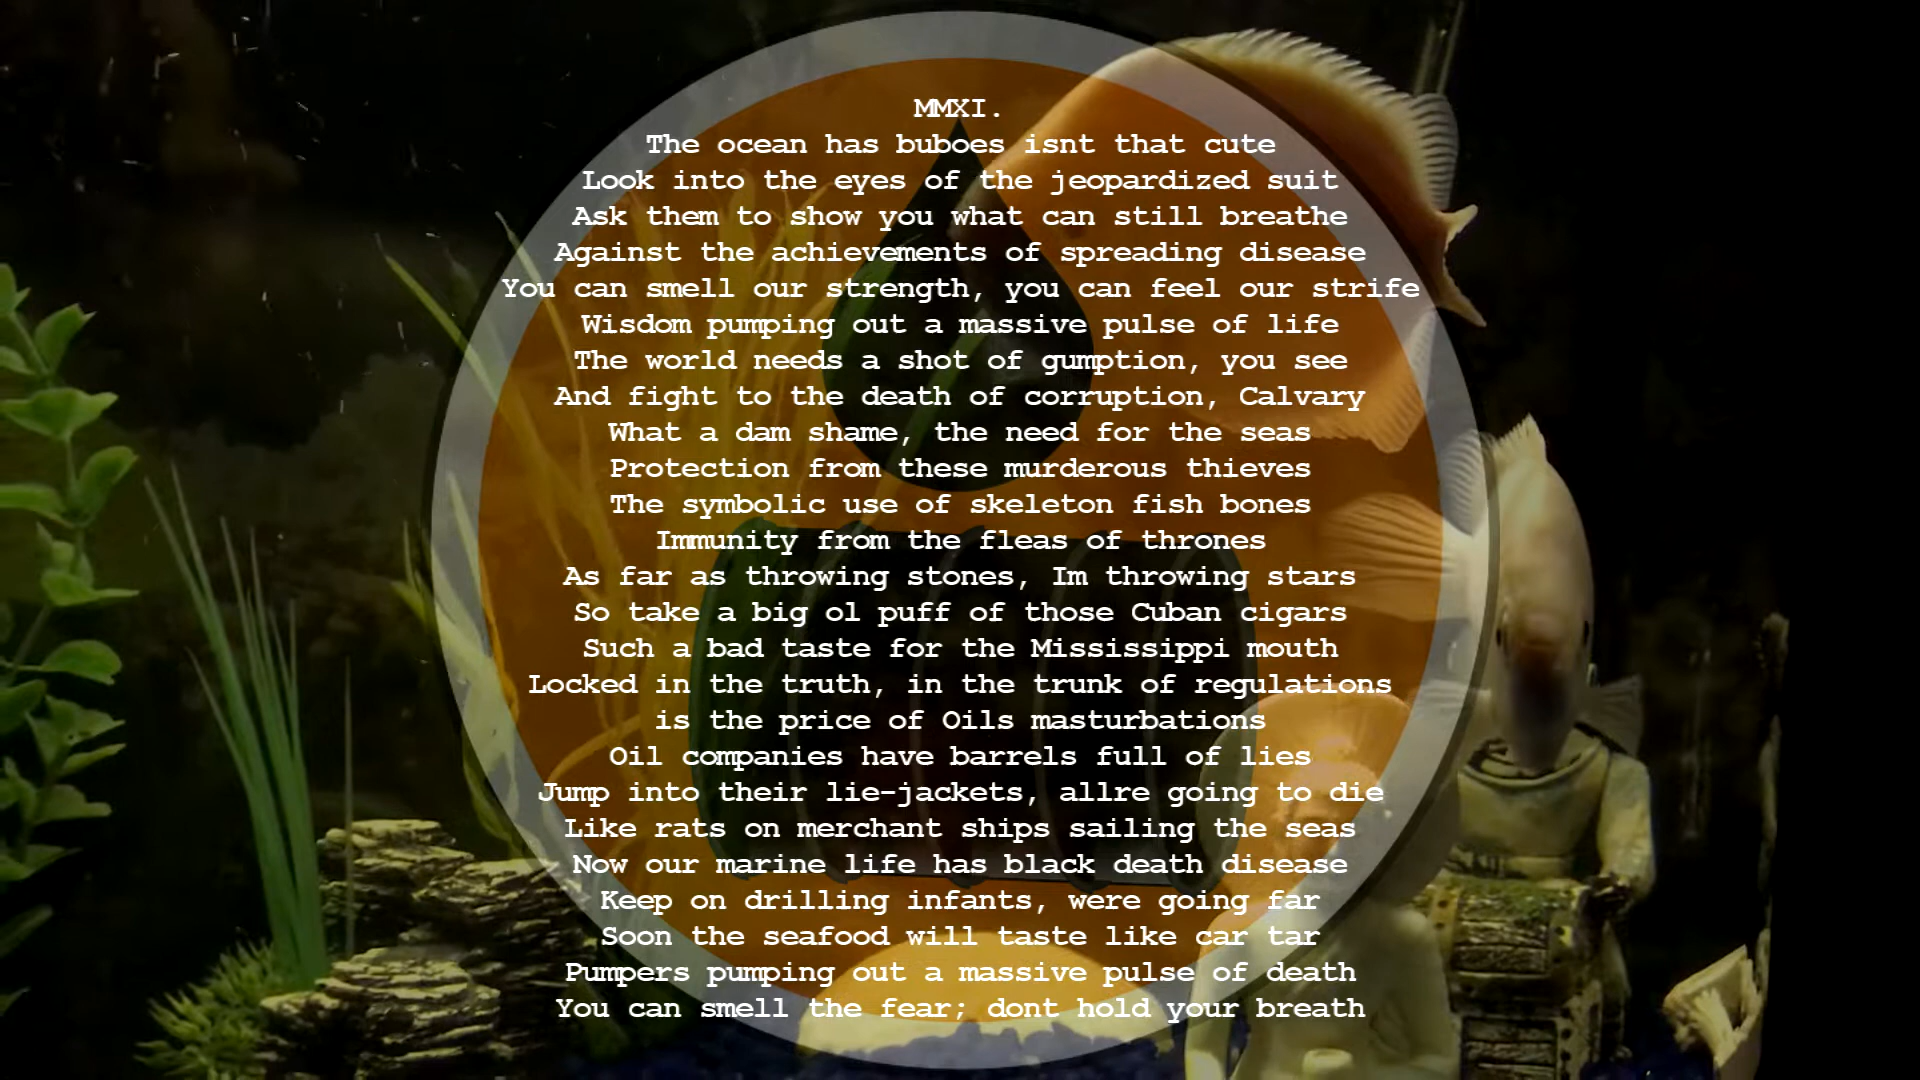 MMXI.
The ocean has buboes isnt that cute
Look into the eyes of the jeopardized suit
Ask them to show you what can still breathe
Against the achievements of spreading disease
You can smell our strength, you can feel our strife
Wisdom pumping out a massive pulse of life
The world needs a shot of gumption, you see
And fight to the death of corruption, Calvary
What a dam shame, the need for the seas
Protection from these murderous thieves
The symbolic use of skeleton fish bones
Immunity from the fleas of thrones
As far as throwing stones, Im throwing stars
So take a big ol puff of those Cuban cigars
Such a bad taste for the Mississippi mouth
Locked in the truth, in the trunk of regulations
is the price of Oils masturbations
Oil companies have barrels full of lies
Jump into their lie-jackets, allre going to die
Like rats on merchant ships sailing the seas
Now our marine life has black death disease
Keep on drilling infants, were going far
Soon the seafood will taste like car tar
Pumpers pumping out a massive pulse of death
You can smell the fear; dont hold your breath